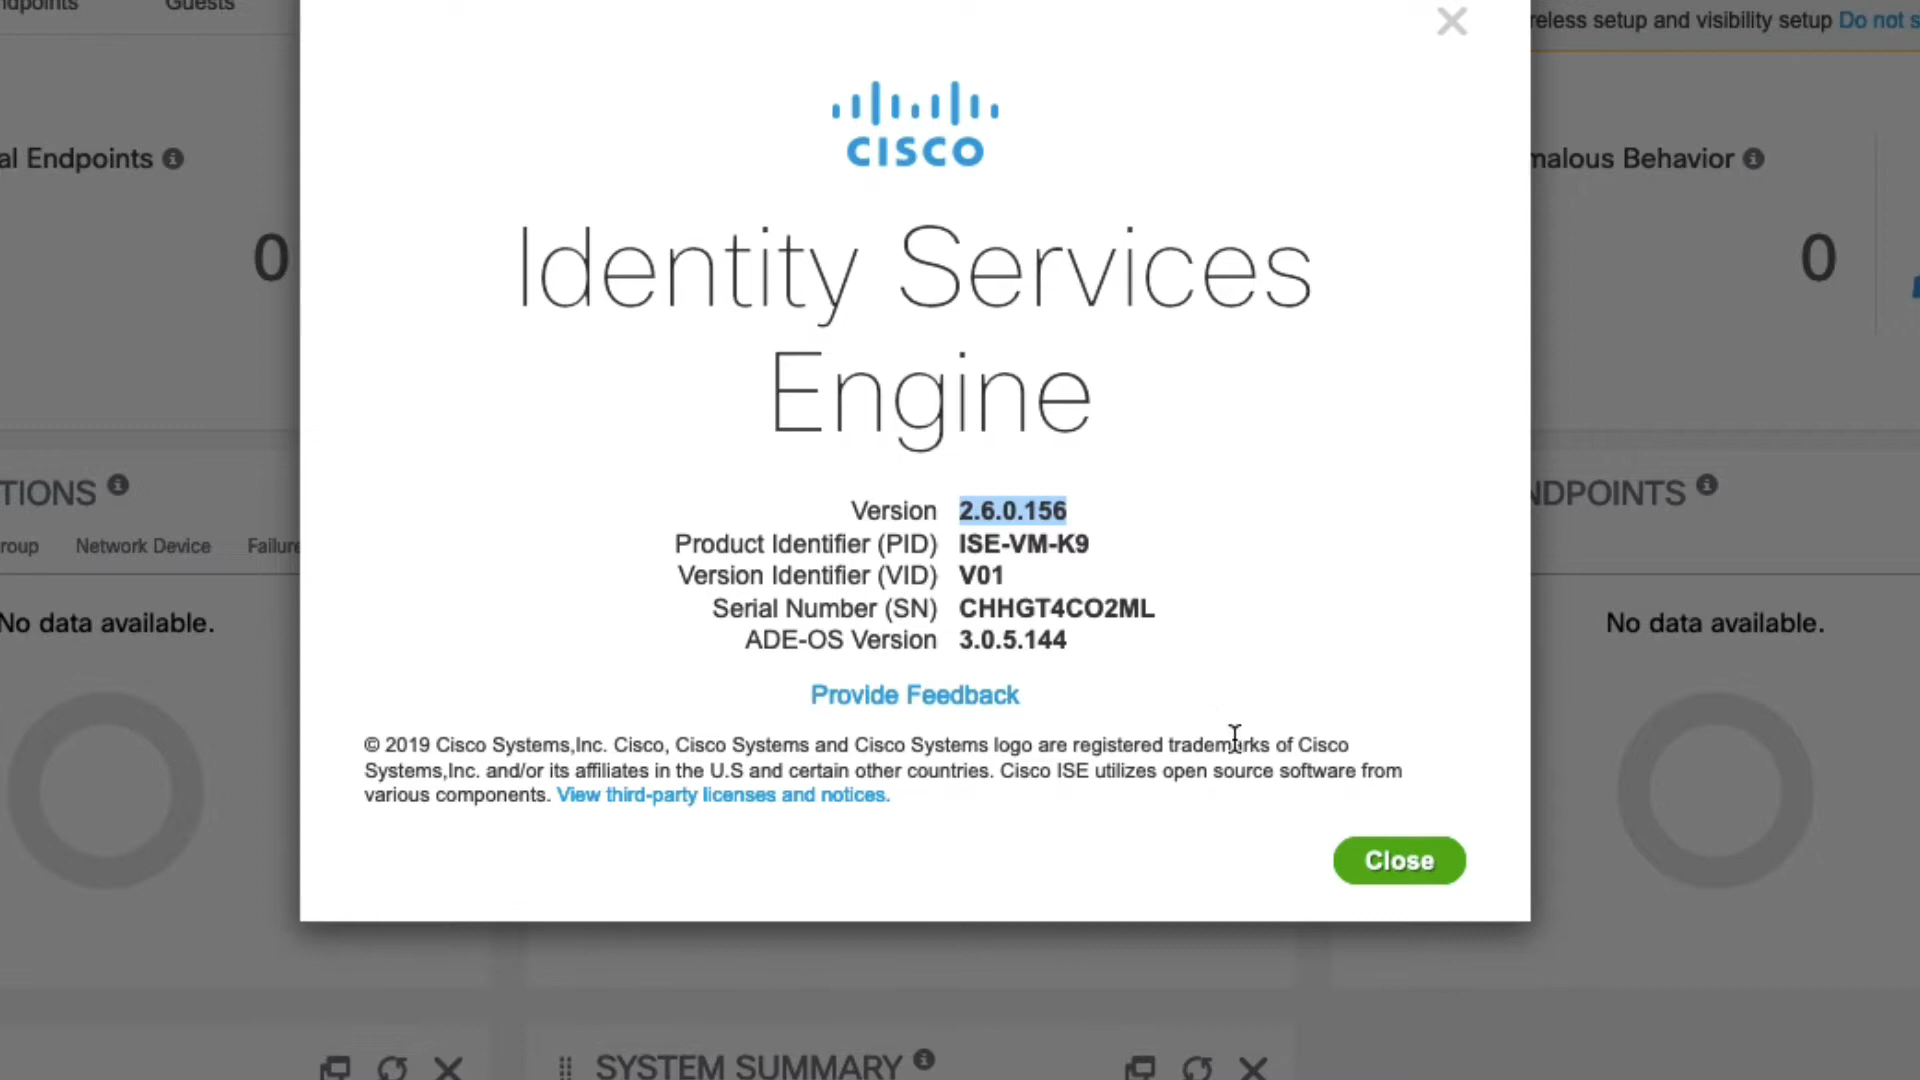 Guests
reless setup and visibility setup Do not s
CISCO
al Endpoints
malous Behavior
Identity Services
Engine
0
0
TIONS
NDPOINTS
Version 2.6.0.156
Product Identifier (PID) ISE-VM-K9
Version Identifier (VID) V01
Serial Number (SN) CHHGT4CO2ML
ADE-OS Version 3.0.5.144
roup Network Device Failure
No data available.
No data available.
Provide Feedback
© 2019 Cisco Systems,Inc. Cisco, Cisco Systems and Cisco Systems logo are registered trademarks of Cisco
Systems,Inc. and/or its affiliates in the U.S and certain other countries. Cisco ISE utilizes open source software from
various components. View third-party licenses and notices.
Close
SYSTEM SUMMARY